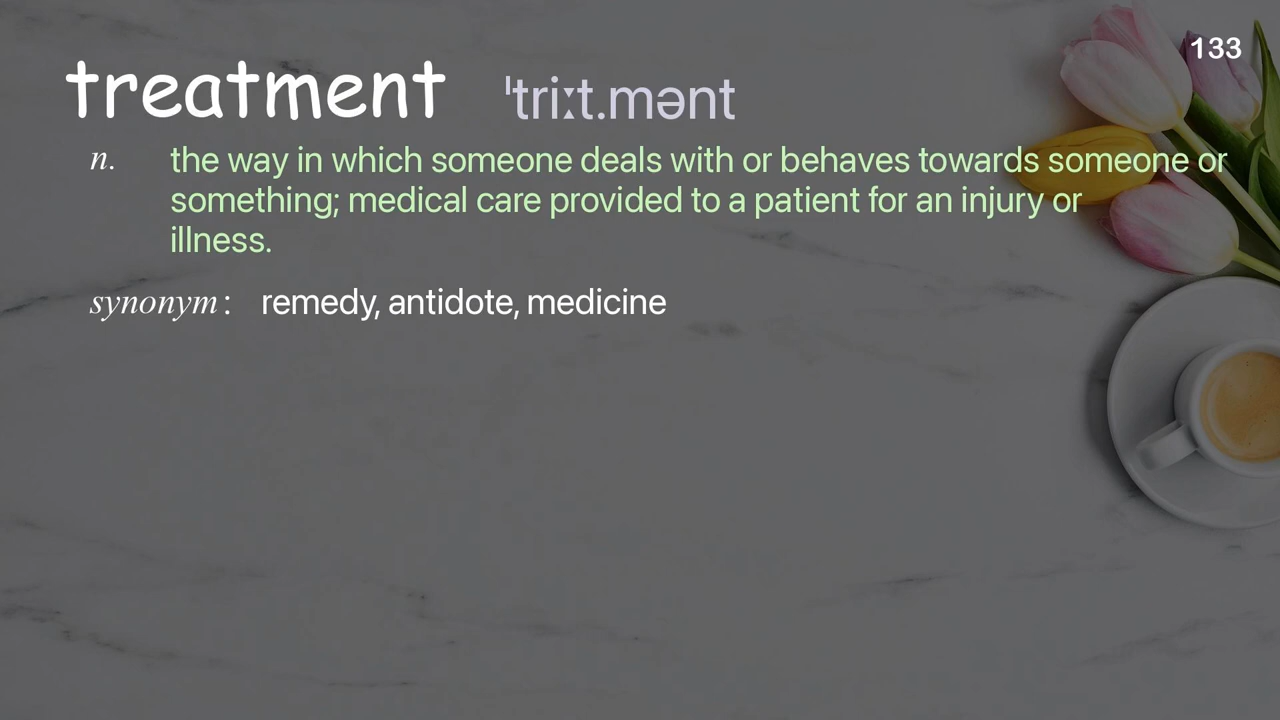 133
treatment ˈtriːt.mənt
n. the way in which someone deals with or behaves towards someone or
something; medical care provided to a patient for an injury or
illness.
synonym: remedy, antidote, medicine